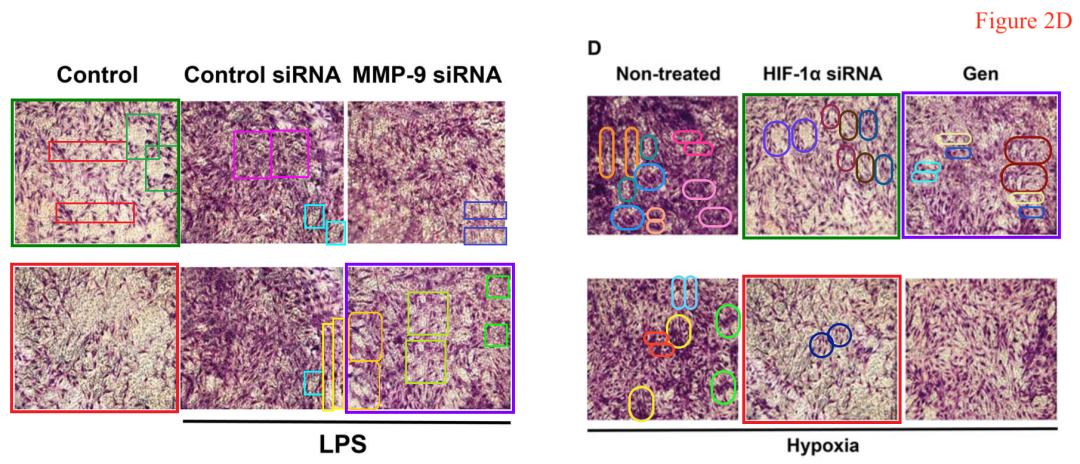 Figure 2D
D
Control Control siRNA MMP-9 siRNA
Non-treated HIF-1α siRNA Gen
LPS
Hypoxia